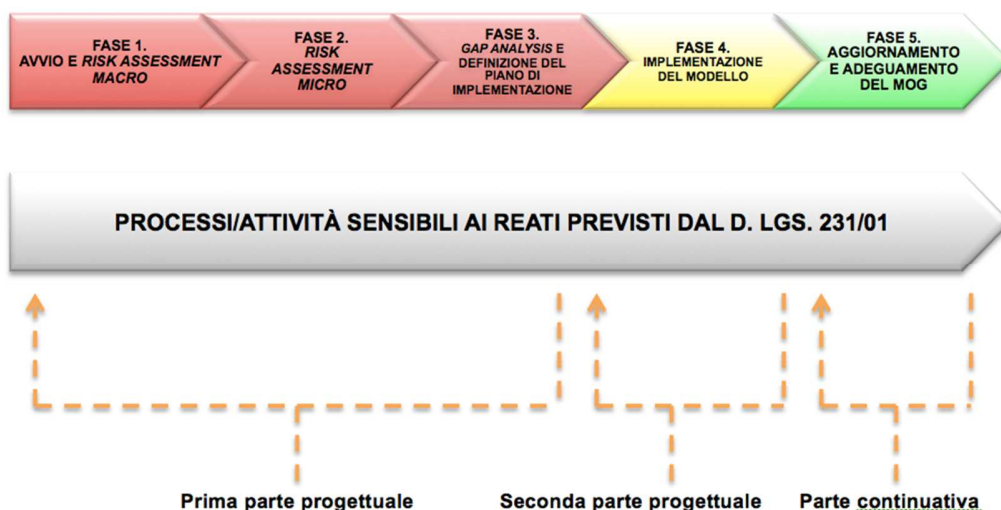 FASE 1.
AVVIO E RISK ASSESSMENT
MACRO
FASE 2.
RISK
ASSESSMENT
MICRO
FASE 3.
GAP ANALYSIS E
DEFINIZIONE DEL
PIANO DI
IMPLEMENTAZIONE
FASE 4.
IMPLEMENTAZIONE
DEL MODELLO
FASE 5.
AGGIORNAMENTO
E ADEGUAMENTO
DEL MOG
PROCESSI/ATTIVITÀ SENSIBILI AI REATI PREVISTI DAL D. LGS. 231/01
Prima parte progettuale
Seconda parte progettuale
Parte continuativa